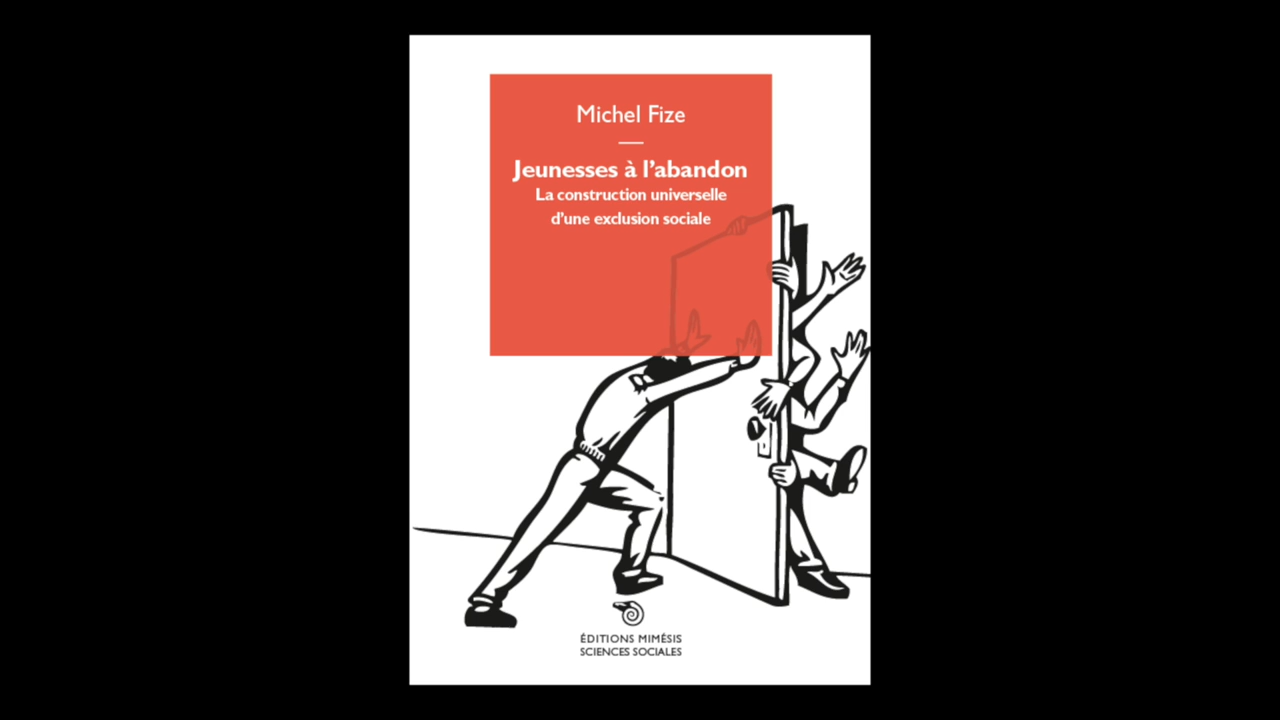 Michel Fize
Jeunesses à l’abandon
La construction universelle
d’une exclusion sociale
ÉDITIONS MIMÉSIS
SCIENCES SOCIALES